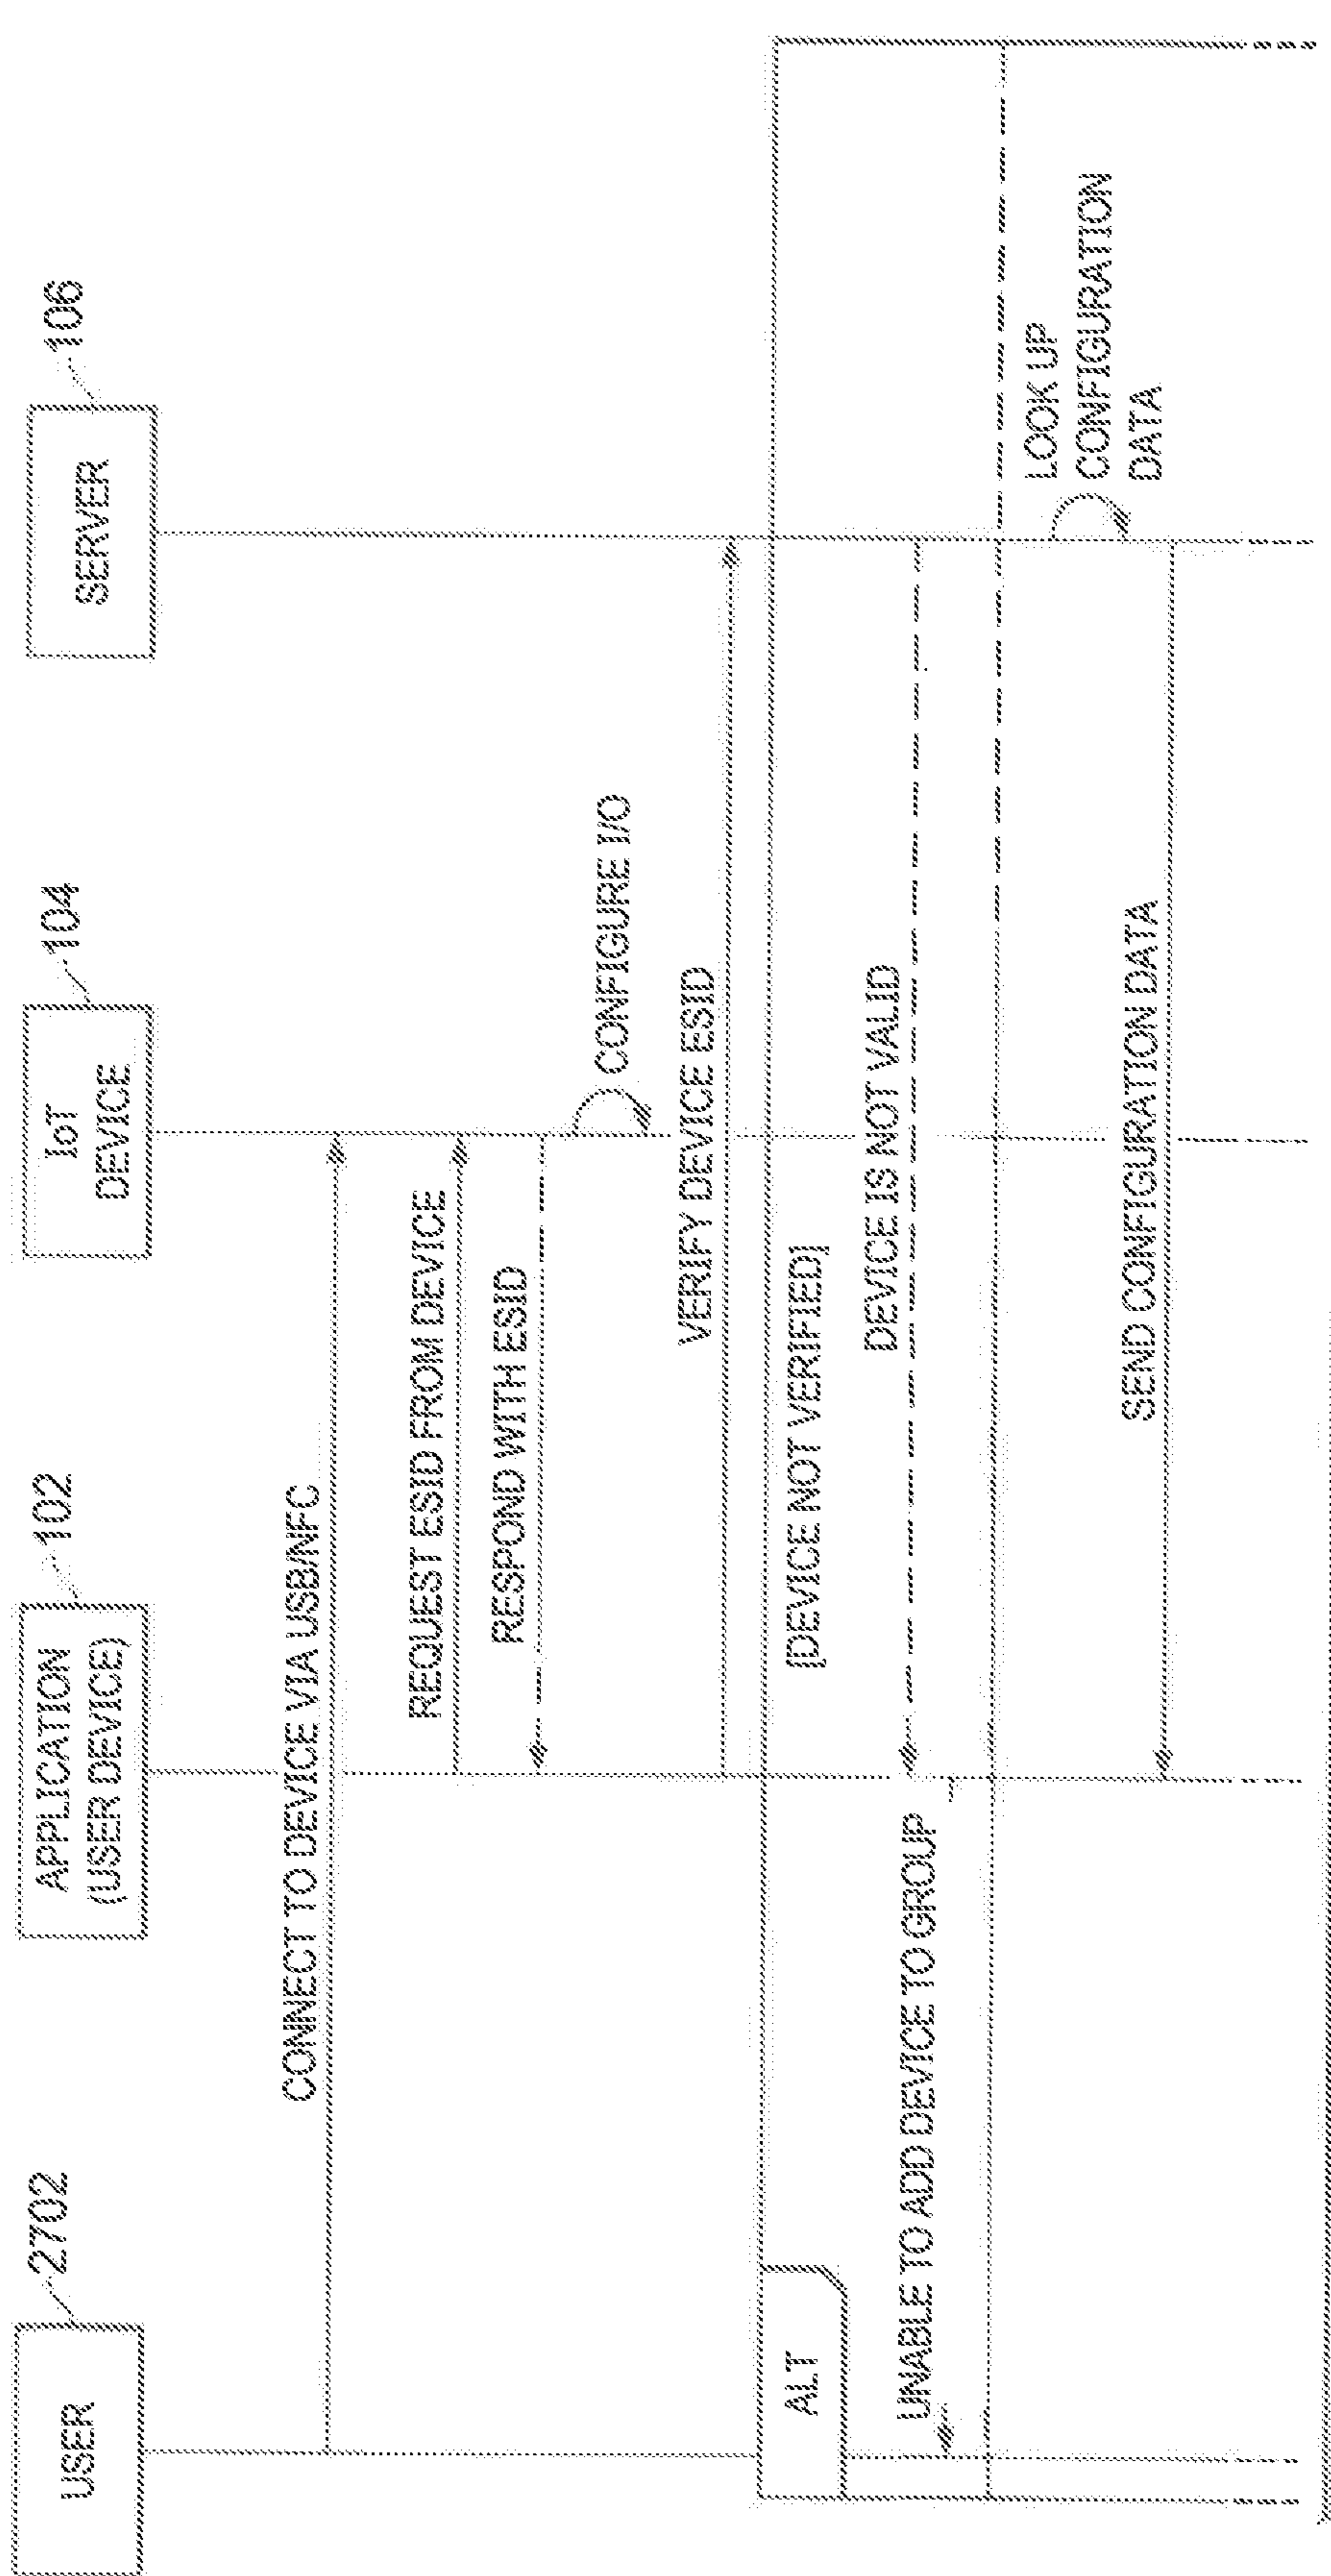 USER
2702
APPLICATION
(USER DEVICE)
102
IoT
DEVICE
104
SERVER
106
CONNECT TO DEVICE VIA USB/NFC
REQUEST ESID FROM DEVICE
RESPOND WITH ESID
CONFIGURE I/O
VERIFY DEVICE ESID
ALT
[DEVICE NOT VERIFIED]
DEVICE IS NOT VALID
UNABLE TO ADD DEVICE TO GROUP
LOOK UP
CONFIGURATION
DATA
SEND CONFIGURATION DATA